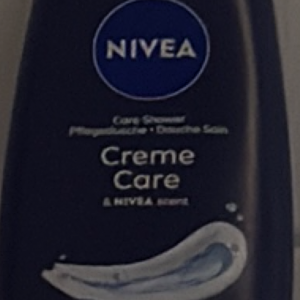 NIVEA
Care Shower
Pflegedusche • Douche Soin
Creme
Care
& NIVEA scent